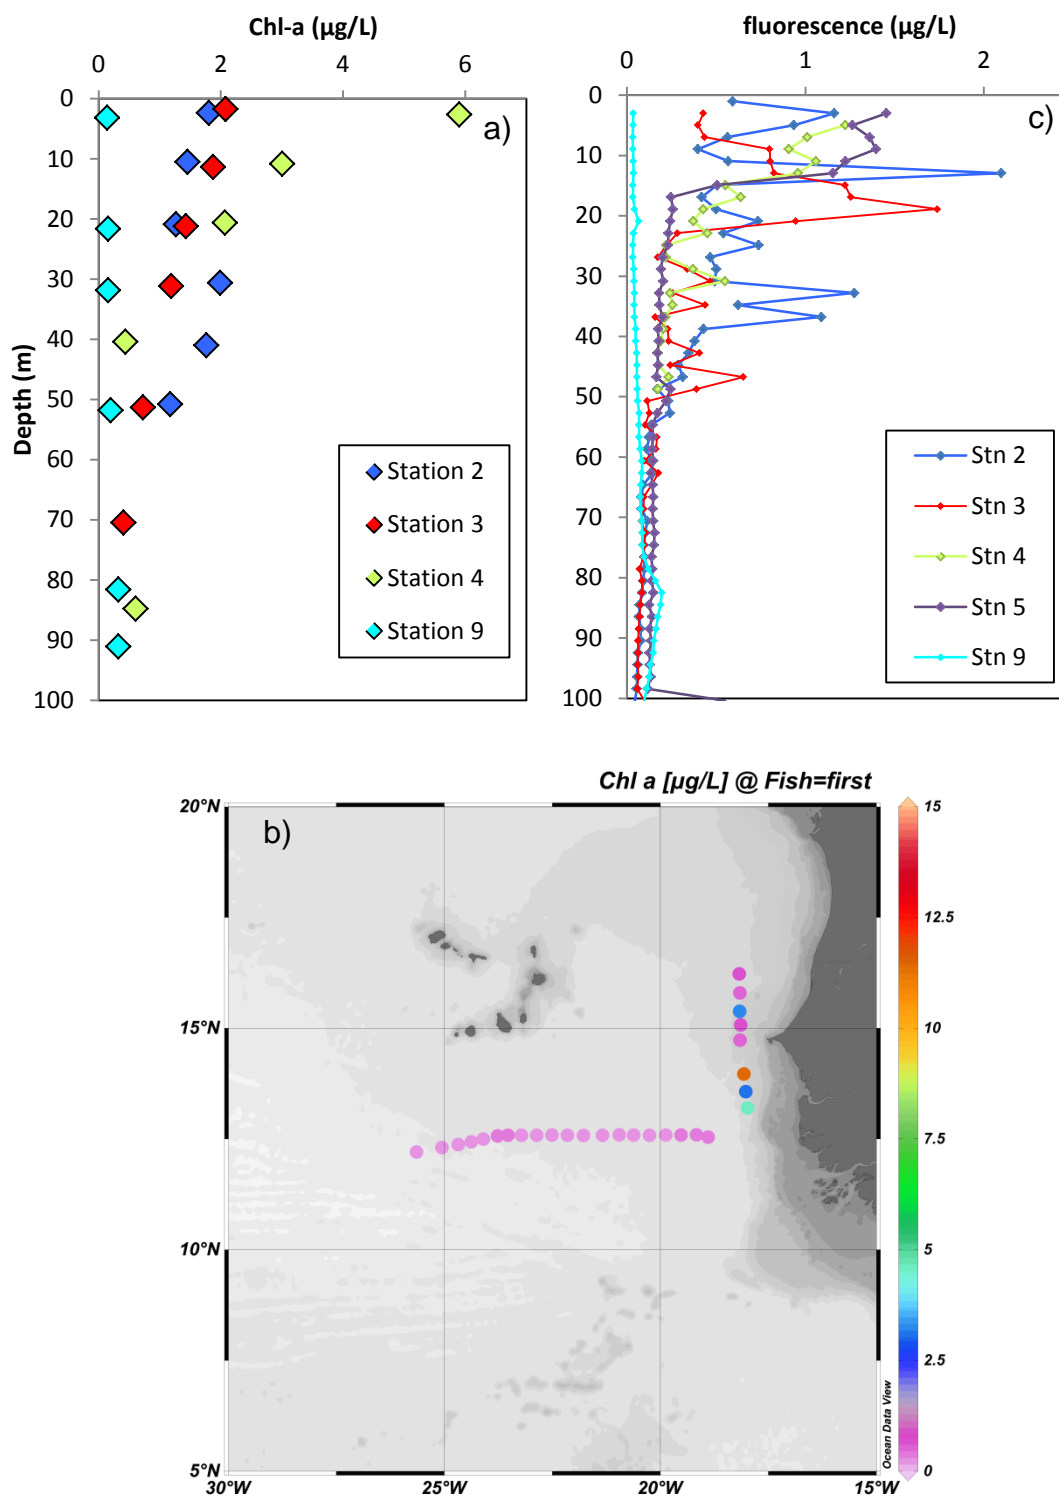 Chl-a (µg/L)
0 2 4 6
0
10
20
30
40
50
60
70
80
90
100
Depth (m)
a)
Station 2
Station 3
Station 4
Station 9
fluorescence (µg/L)
0 1 2
0
10
20
30
40
50
60
70
80
90
100
c)
Stn 2
Stn 3
Stn 4
Stn 5
Stn 9
Chl a [µg/L] @ Fish=first
b)
20°N
15°N
10°N
5°N
30°W 25°W 20°W 15°W
15
12.5
10
7.5
5
2.5
0
Ocean Data View